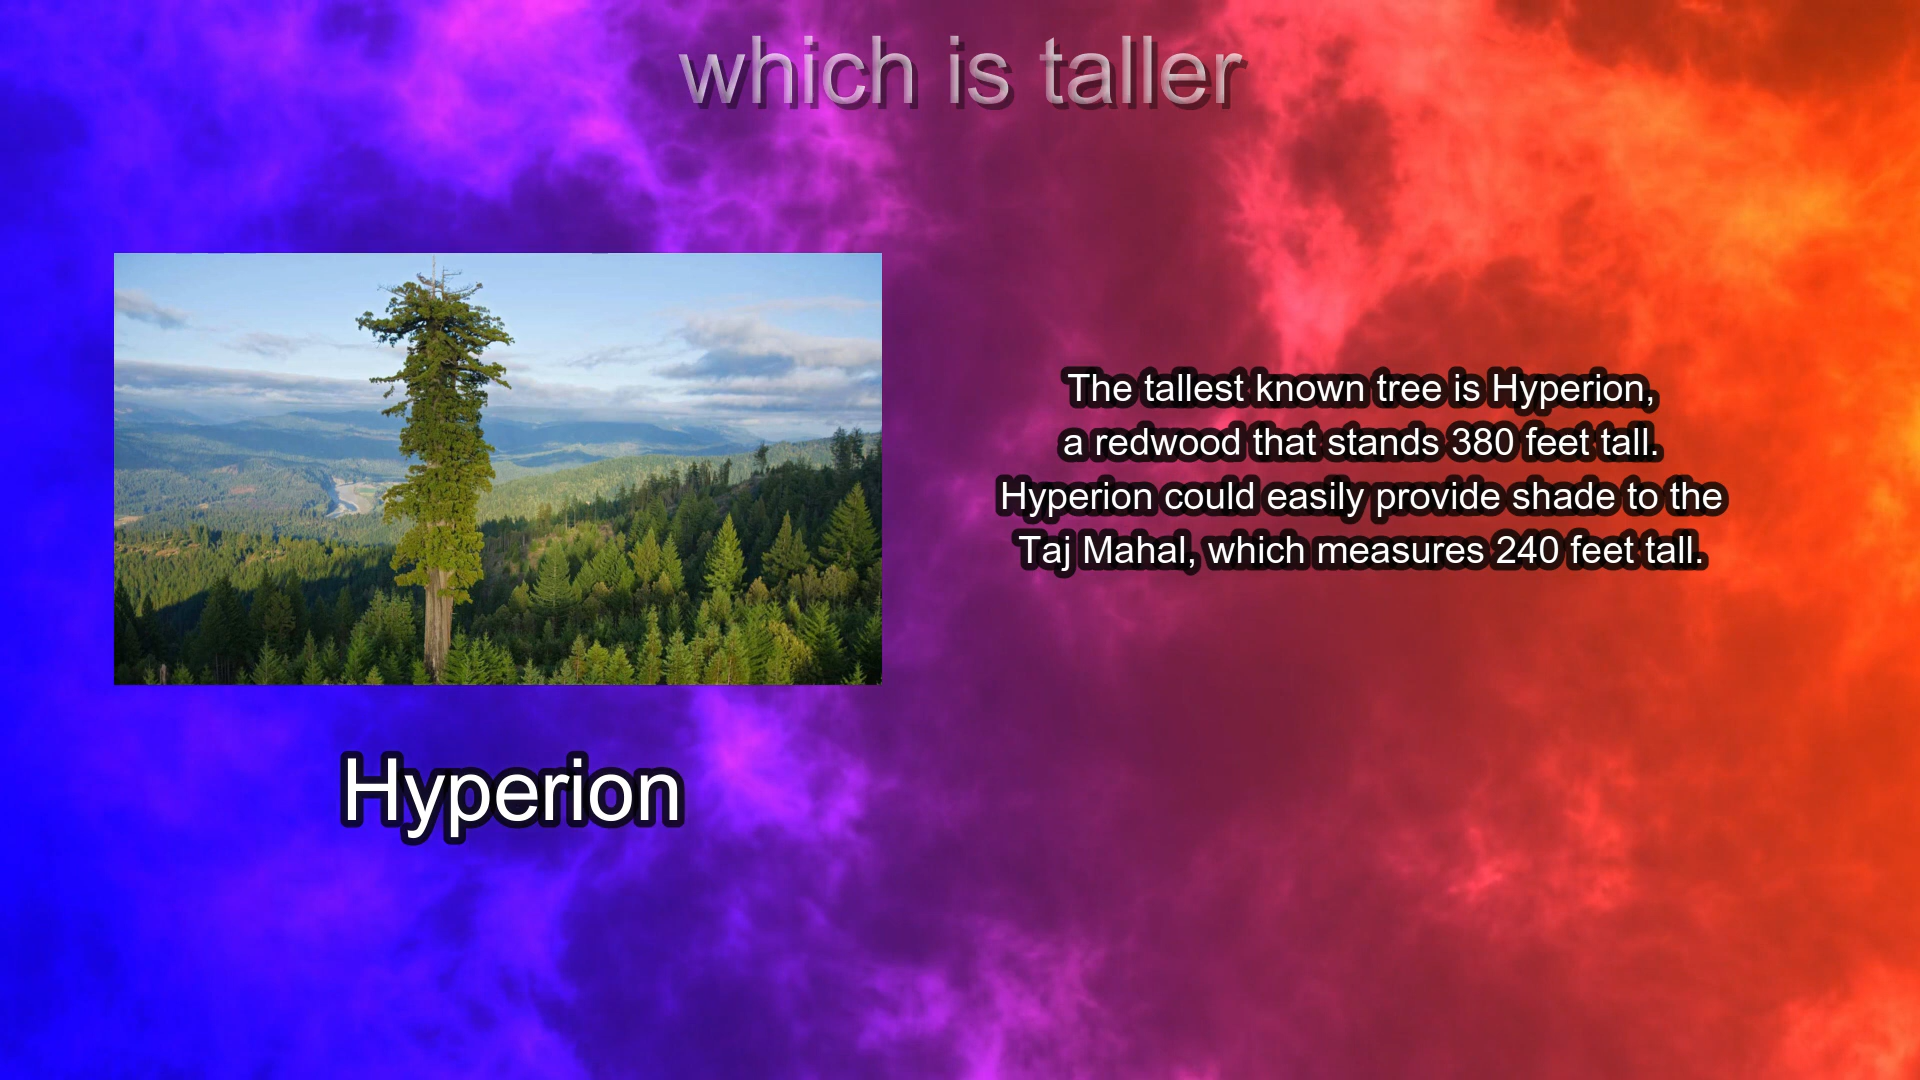 which is taller
The tallest known tree is Hyperion,
a redwood that stands 380 feet tall.
Hyperion could easily provide shade to the
Taj Mahal, which measures 240 feet tall.
Hyperion